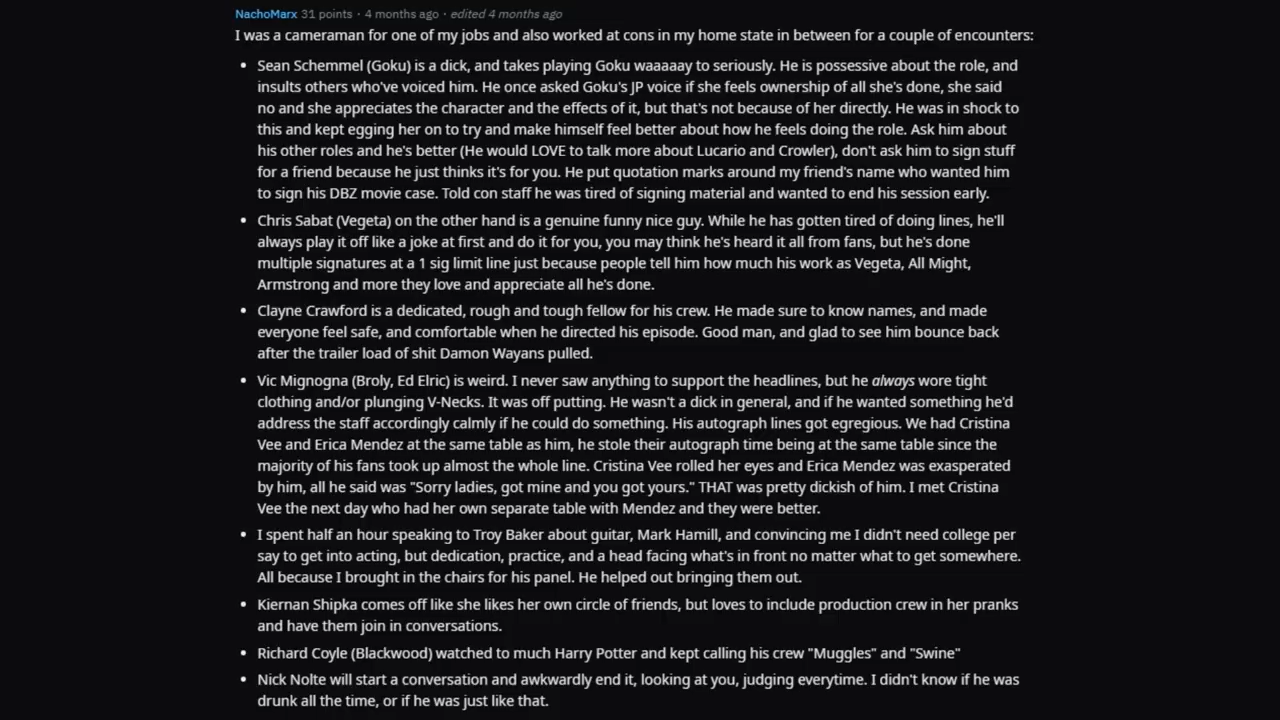 NachoMarx 31 points · 4 months ago · edited 4 months ago
I was a cameraman for one of my jobs and also worked at cons in my home state in between for a couple of encounters:
• Sean Schemmel (Goku) is a dick, and takes playing Goku waaaaay to seriously. He is possessive about the role, and
insults others who've voiced him. He once asked Goku's JP voice if she feels ownership of all she's done, she said
no and she appreciates the character and the effects of it, but that's not because of her directly. He was in shock to
this and kept egging her on to try and make himself feel better about how he feels doing the role. Ask him about
his other roles and he's better (He would LOVE to talk more about Lucario and Crowler), don't ask him to sign stuff
for a friend because he just thinks it's for you. He put quotation marks around my friend's name who wanted him
to sign his DBZ movie case. Told con staff he was tired of signing material and wanted to end his session early.
• Chris Sabat (Vegeta) on the other hand is a genuine funny nice guy. While he has gotten tired of doing lines, he'll
always play it off like a joke at first and do it for you, you may think he's heard it all from fans, but he's done
multiple signatures at a 1 sig limit line just because people tell him how much his work as Vegeta, All Might,
Armstrong and more they love and appreciate all he's done.
• Clayne Crawford is a dedicated, rough and tough fellow for his crew. He made sure to know names, and made
everyone feel safe, and comfortable when he directed his episode. Good man, and glad to see him bounce back
after the trailer load of shit Damon Wayans pulled.
• Vic Mignogna (Broly, Ed Elric) is weird. I never saw anything to support the headlines, but he always wore tight
clothing and/or plunging V-Necks. It was off putting. He wasn't a dick in general, and if he wanted something he'd
address the staff accordingly calmly if he could do something. His autograph lines got egregious. We had Cristina
Vee and Erica Mendez at the same table as him, he stole their autograph time being at the same table since the
majority of his fans took up almost the whole line. Cristina Vee rolled her eyes and Erica Mendez was exasperated
by him, all he said was "Sorry ladies, got mine and you got yours." THAT was pretty dickish of him. I met Cristina
Vee the next day who had her own separate table with Mendez and they were better.
• I spent half an hour speaking to Troy Baker about guitar, Mark Hamill, and convincing me I didn't need college per
say to get into acting, but dedication, practice, and a head facing what's in front no matter what to get somewhere.
All because I brought in the chairs for his panel. He helped out bringing them out.
• Kiernan Shipka comes off like she likes her own circle of friends, but loves to include production crew in her pranks
and have them join in conversations.
• Richard Coyle (Blackwood) watched to much Harry Potter and kept calling his crew "Muggles" and "Swine"
• Nick Nolte will start a conversation and awkwardly end it, looking at you, judging everytime. I didn't know if he was
drunk all the time, or if he was just like that.